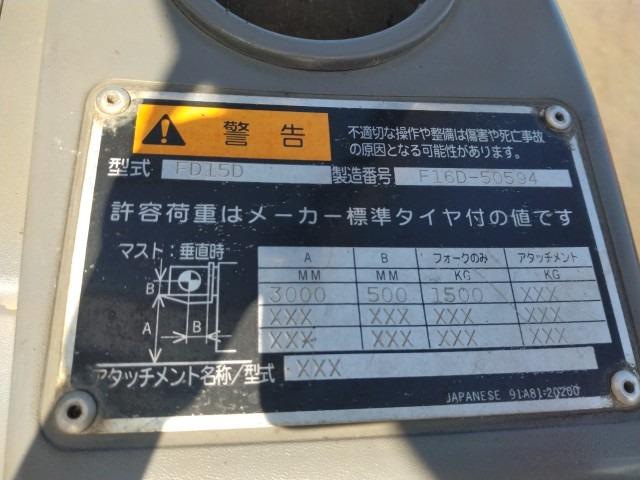 警告
不適切な操作や整備は傷害や死亡事故
の原因となる可能性があります。
型式 FD15D 製造番号 F16D-50594
許容荷重はメーカー標準タイヤ付の値です
マスト:垂直時
A B フォークのみ アタッチメント
MM MM KG KG
3000 500 1500 XXX
XXX XXX XXX XXX
XXX XXX XXX XXX
B
A
B
アタッチメント名称/型式 XXX
JAPANESE 91A81-20200